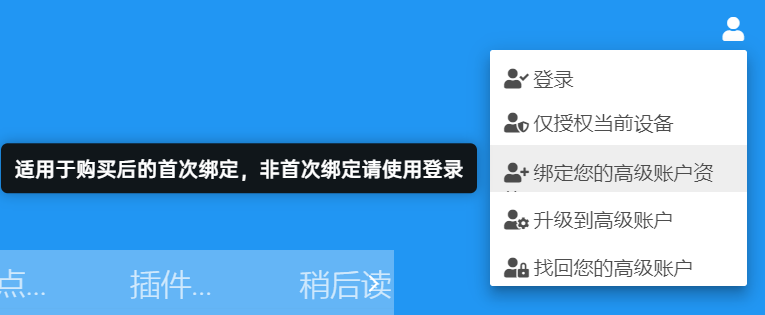 登录
仅授权当前设备
适用于购买后的首次绑定，非首次绑定请使用登录
绑定您的高级账户资
升级到高级账户
找回您的高级账户
点...
插件...
稍后读